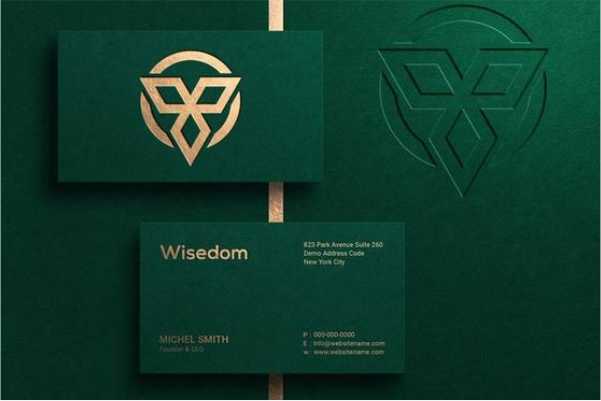 Wisedom
823 Park Avenue Suite 260
Demo Address Code
New York City
MICHEL SMITH
Founder & CEO
P : 000-000-0000
E : info@websitename.com
w : www.websitename.com